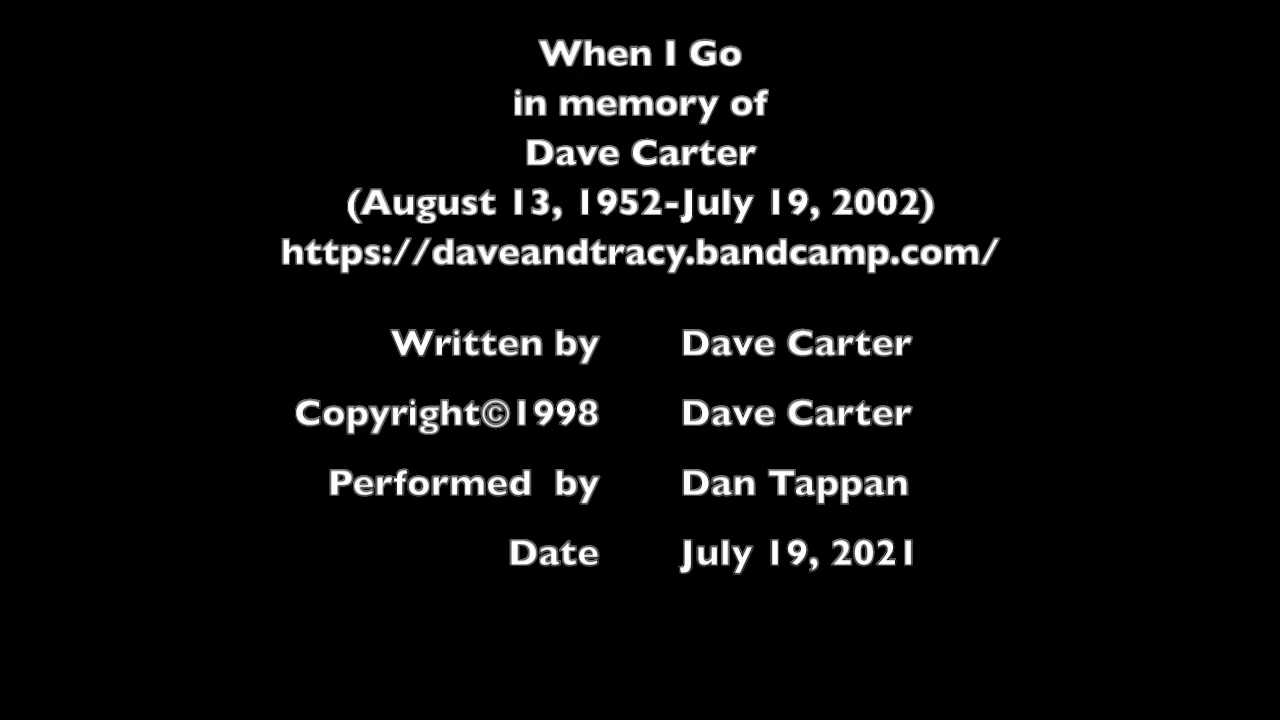 When I Go
in memory of
Dave Carter
(August 13, 1952-July 19, 2002)
https://daveandtracy.bandcamp.com/
Written by Dave Carter
Copyright©1998 Dave Carter
Performed by Dan Tappan
Date July 19, 2021